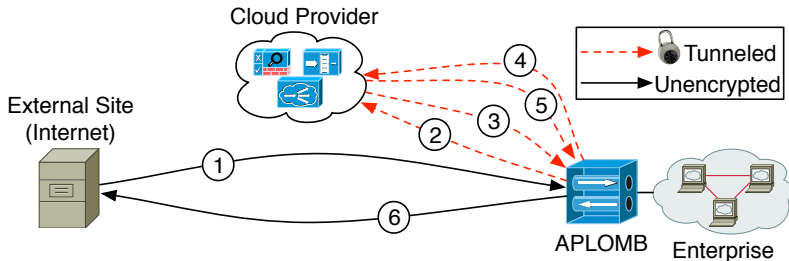 Cloud Provider
Tunneled
Unencrypted
External Site
(Internet)
4
5
3
2
1
6
APLOMB
Enterprise